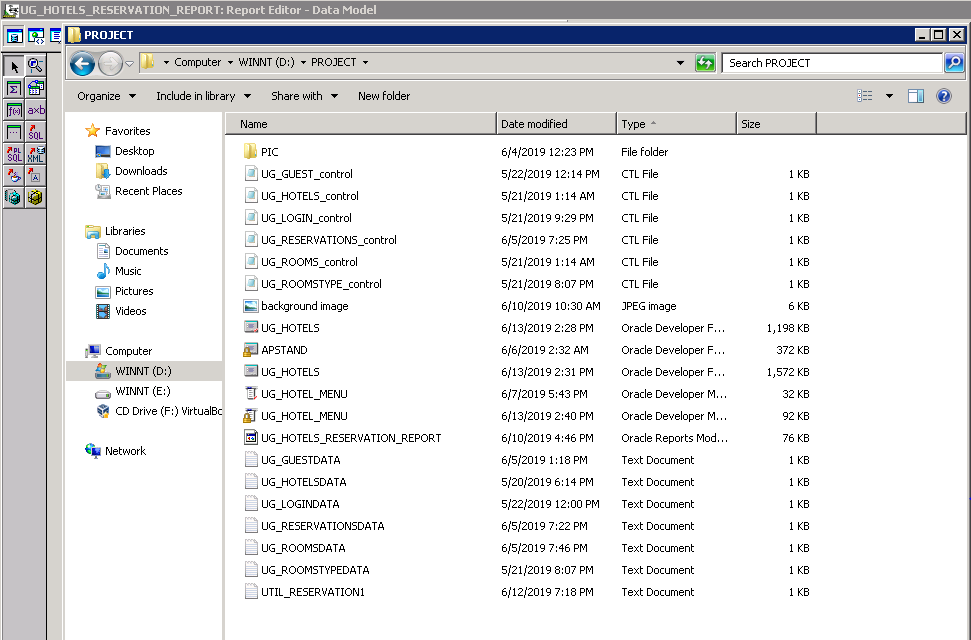 UG_HOTELS_RESERVATION_REPORT: Report Editor - Data Model
PROJECT
Computer WINNT (D:) PROJECT
Search PROJECT
Organize Include in library Share with New folder
Name Date modified Type Size
Favorites
Desktop
Downloads
Recent Places
Libraries
Documents
Music
Pictures
Videos
Computer
WINNT (D:)
WINNT (E:)
CD Drive (F:) VirtualBo
Network
PIC 6/4/2019 12:23 PM File folder
UG_GUEST_control 5/22/2019 12:14 PM CTL File 1 KB
UG_HOTELS_control 5/21/2019 1:14 AM CTL File 1 KB
UG_LOGIN_control 5/21/2019 9:29 PM CTL File 1 KB
UG_RESERVATIONS_control 6/5/2019 7:25 PM CTL File 1 KB
UG_ROOMS_control 5/21/2019 1:14 AM CTL File 1 KB
UG_ROOMSTYPE_control 5/21/2019 8:07 PM CTL File 1 KB
background image 6/10/2019 10:30 AM JPEG image 6 KB
UG_HOTELS 6/13/2019 2:28 PM Oracle Developer F... 1,198 KB
APSTAND 6/6/2019 2:32 AM Oracle Developer F... 372 KB
UG_HOTELS 6/13/2019 2:31 PM Oracle Developer F... 1,572 KB
UG_HOTEL_MENU 6/7/2019 5:43 PM Oracle Developer M... 32 KB
UG_HOTEL_MENU 6/13/2019 2:40 PM Oracle Developer M... 92 KB
UG_HOTELS_RESERVATION_REPORT 6/10/2019 4:46 PM Oracle Reports Mod... 76 KB
UG_GUESTDATA 6/5/2019 1:18 PM Text Document 1 KB
UG_HOTELSDATA 5/20/2019 6:14 PM Text Document 1 KB
UG_LOGINDATA 5/22/2019 12:00 PM Text Document 1 KB
UG_RESERVATIONSDATA 6/5/2019 7:22 PM Text Document 1 KB
UG_ROOMSDATA 6/5/2019 7:46 PM Text Document 1 KB
UG_ROOMSTYPEDATA 5/21/2019 8:07 PM Text Document 1 KB
UTIL_RESERVATION1 6/12/2019 7:18 PM Text Document 1 KB